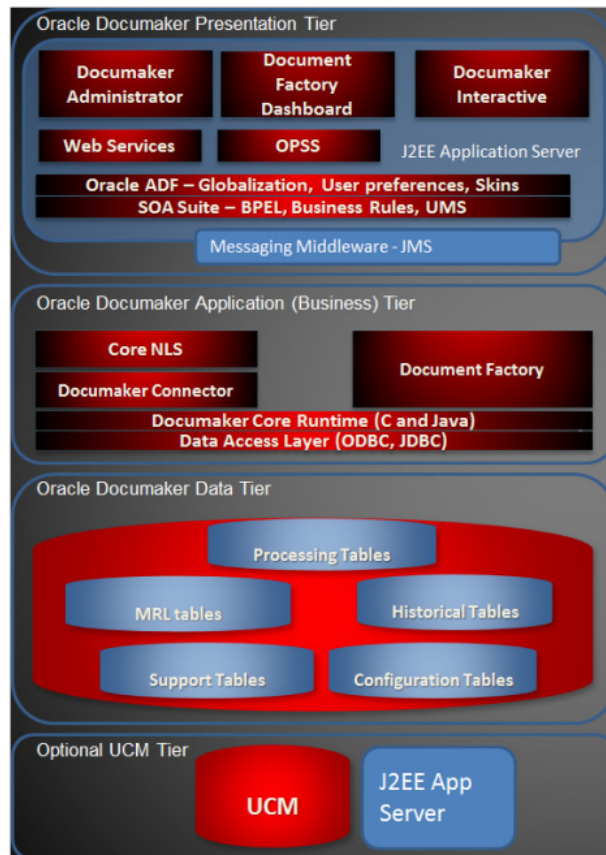 Oracle Documaker Presentation Tier
Documaker
Administrator
Document
Factory
Dashboard
Documaker
Interactive
Web Services
OPSS
J2EE Application Server
Oracle ADF – Globalization, User preferences, Skins
SOA Suite – BPEL, Business Rules, UMS
Messaging Middleware - JMS
Oracle Documaker Application (Business) Tier
Core NLS
Documaker Connector
Document Factory
Documaker Core Runtime (C and Java)
Data Access Layer (ODBC, JDBC)
Oracle Documaker Data Tier
Processing Tables
MRL tables
Historical Tables
Support Tables
Configuration Tables
Optional UCM Tier
UCM
J2EE App
Server